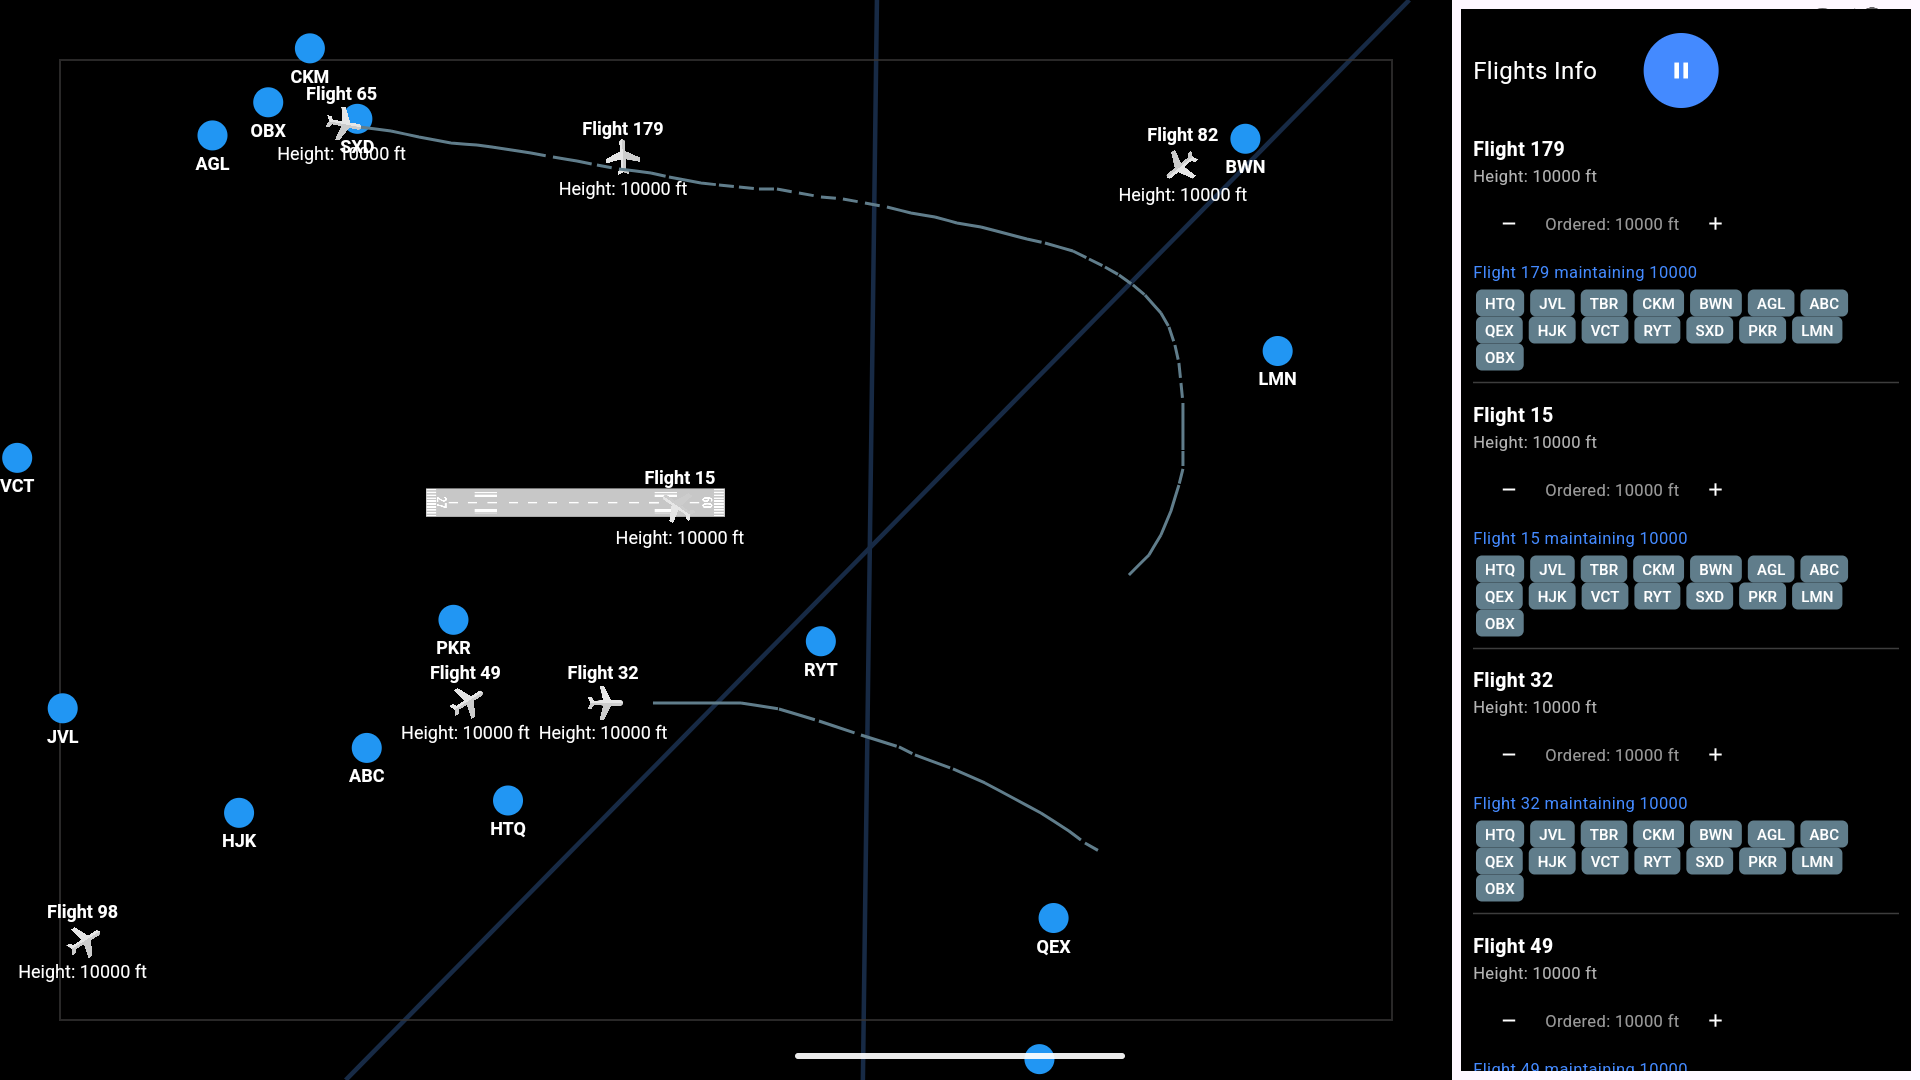 CKM
Flight 65
OBX
AGL
SXD
Height: 10000 ft
Flight 179
Height: 10000 ft
Flight 82
BWN
Height: 10000 ft
LMN
VCT
Flight 15
27
09
Height: 10000 ft
PKR
Flight 49
Height: 10000 ft
Flight 32
Height: 10000 ft
RYT
JVL
ABC
HTQ
HJK
Flight 98
Height: 10000 ft
QEX
Flights Info
Flight 179
Height: 10000 ft
− Ordered: 10000 ft +
Flight 179 maintaining 10000
HTQ JVL TBR CKM BWN AGL ABC
QEX HJK VCT RYT SXD PKR LMN
OBX
Flight 15
Height: 10000 ft
− Ordered: 10000 ft +
Flight 15 maintaining 10000
HTQ JVL TBR CKM BWN AGL ABC
QEX HJK VCT RYT SXD PKR LMN
OBX
Flight 32
Height: 10000 ft
− Ordered: 10000 ft +
Flight 32 maintaining 10000
HTQ JVL TBR CKM BWN AGL ABC
QEX HJK VCT RYT SXD PKR LMN
OBX
Flight 49
Height: 10000 ft
− Ordered: 10000 ft +
Flight 49 maintaining 10000